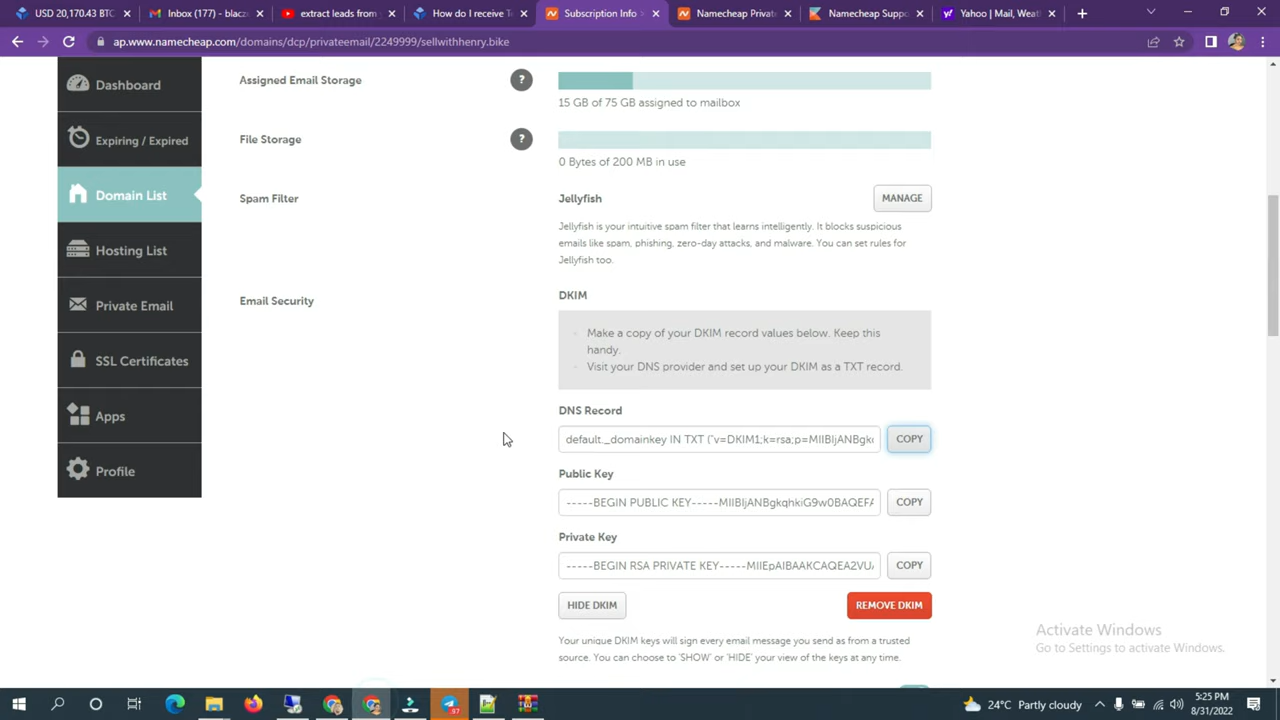 USD 20,170.43 BTC
Inbox (177) – blacz
extract leads from
How do I receive T
Subscription Info
Namecheap Privat
Namecheap Suppo
Yahoo | Mail, Weat
ap.www.namecheap.com/domains/dcp/privateemail/2249999/sellwithhenry.bike
Dashboard
Expiring / Expired
Domain List
Hosting List
Private Email
SSL Certificates
Apps
Profile
Assigned Email Storage
?
15 GB of 75 GB assigned to mailbox
File Storage
?
0 Bytes of 200 MB in use
Spam Filter
Jellyfish
MANAGE
Jellyfish is your intuitive spam filter that learns intelligently. It blocks suspicious
emails like spam, phishing, zero-day attacks, and malware. You can set rules for
Jellyfish too.
Email Security
DKIM
Make a copy of your DKIM record values below. Keep this
handy.
Visit your DNS provider and set up your DKIM as a TXT record.
DNS Record
default._domainkey IN TXT ("v=DKIM1;k=rsa;p=MIIBIjANBgk
COPY
Public Key
-----BEGIN PUBLIC KEY-----MIIBIjANBgkqhkiG9w0BAQEFA
COPY
Private Key
-----BEGIN RSA PRIVATE KEY-----MIIEpAIBAAKCAQEA2VU
COPY
HIDE DKIM
REMOVE DKIM
Your unique DKIM keys will sign every email message you send as from a trusted
source. You can choose to 'SHOW' or 'HIDE' your view of the keys at any time.
Activate Windows
Go to Settings to activate Windows.
97
24°C Partly cloudy
5:25 PM
8/31/2022